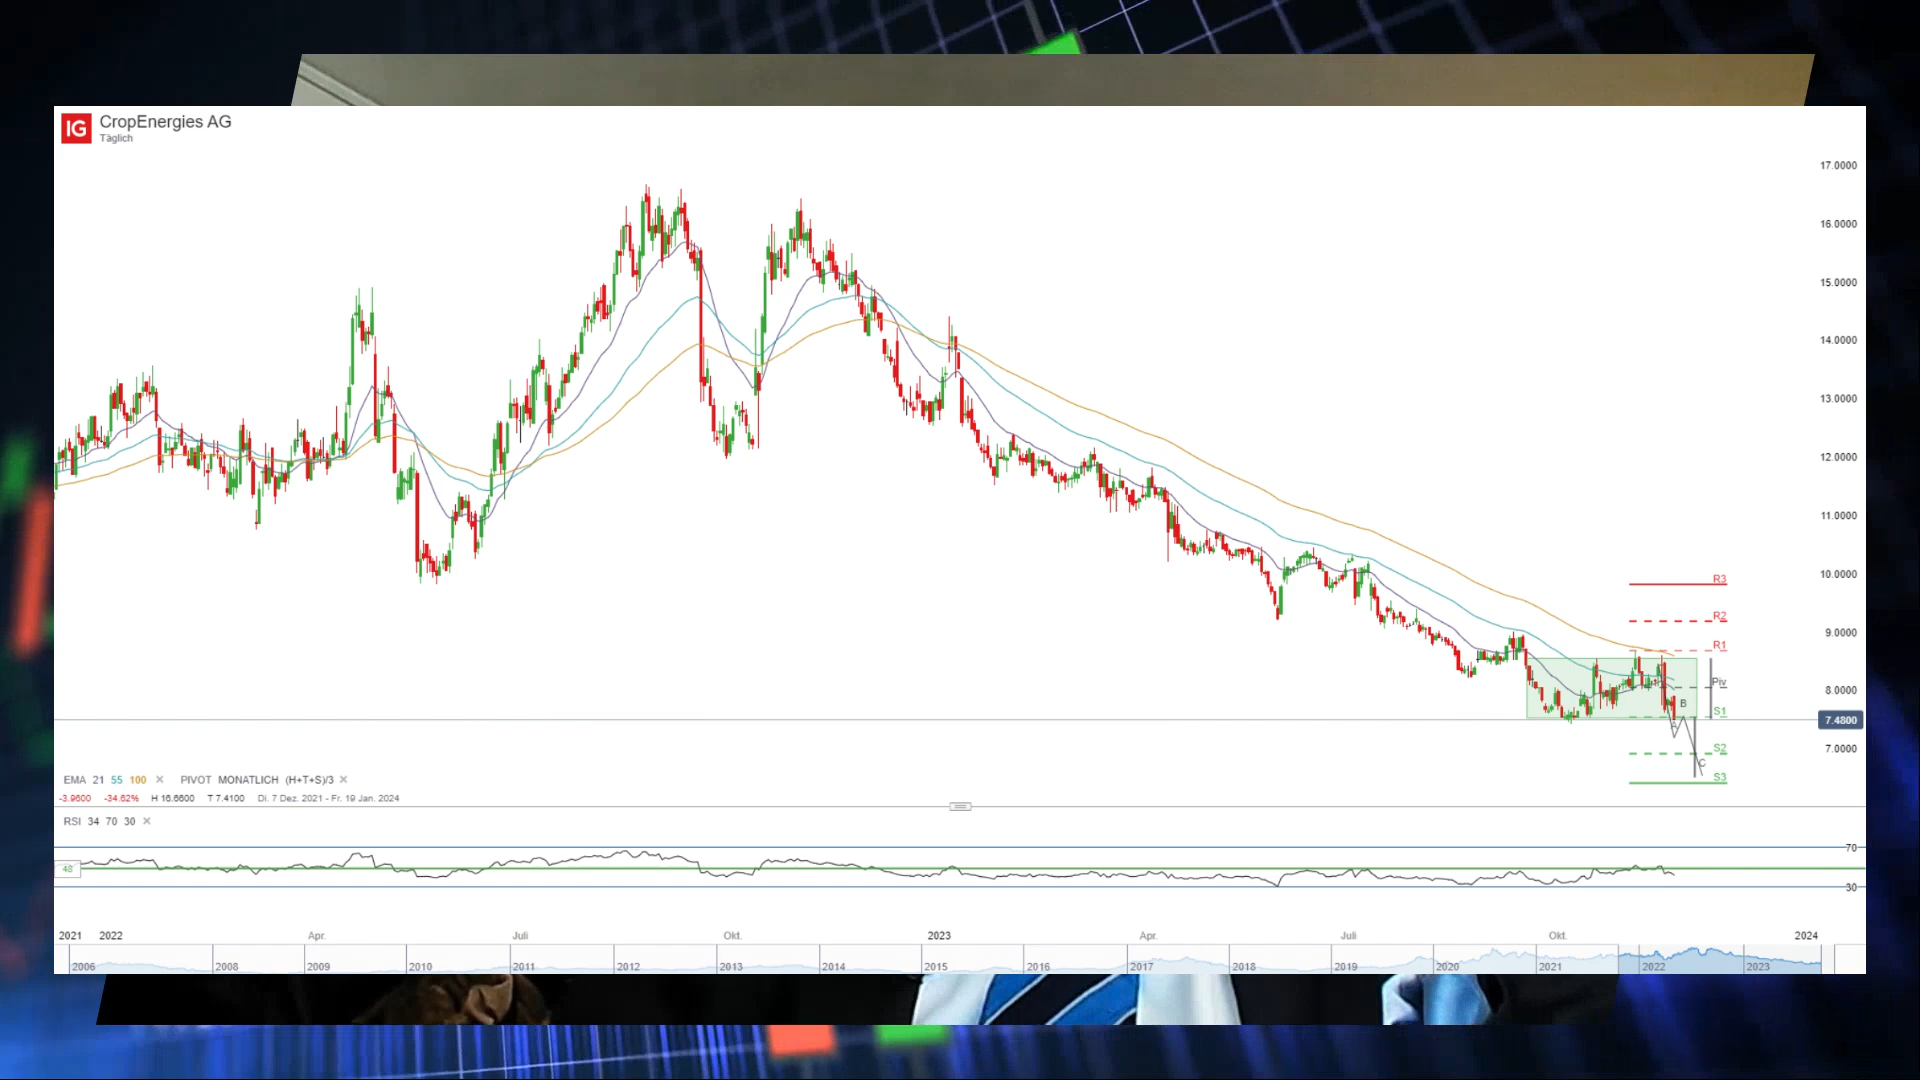 IG CropEnergies AG
Täglich
17.0000
16.0000
15.0000
14.0000
13.0000
12.0000
11.0000
10.0000
9.0000
8.0000
7.4800
7.0000
R3
R2
R1
Piv
S1
S2
S3
A
B
C
EMA 21 55 100 × PIVOT MONATLICH (H+T+S)/3 ×
-3.9600 -34.62% H 16.6600 T 7.4100 Di. 7 Dez. 2021 - Fr. 19 Jan. 2024
RSI 34 70 30 ×
70
48
30
2021 2022 Apr. Juli Okt. 2023 Apr. Juli Okt. 2024
2006 2008 2009 2010 2011 2012 2013 2014 2015 2016 2017 2018 2019 2020 2021 2022 2023